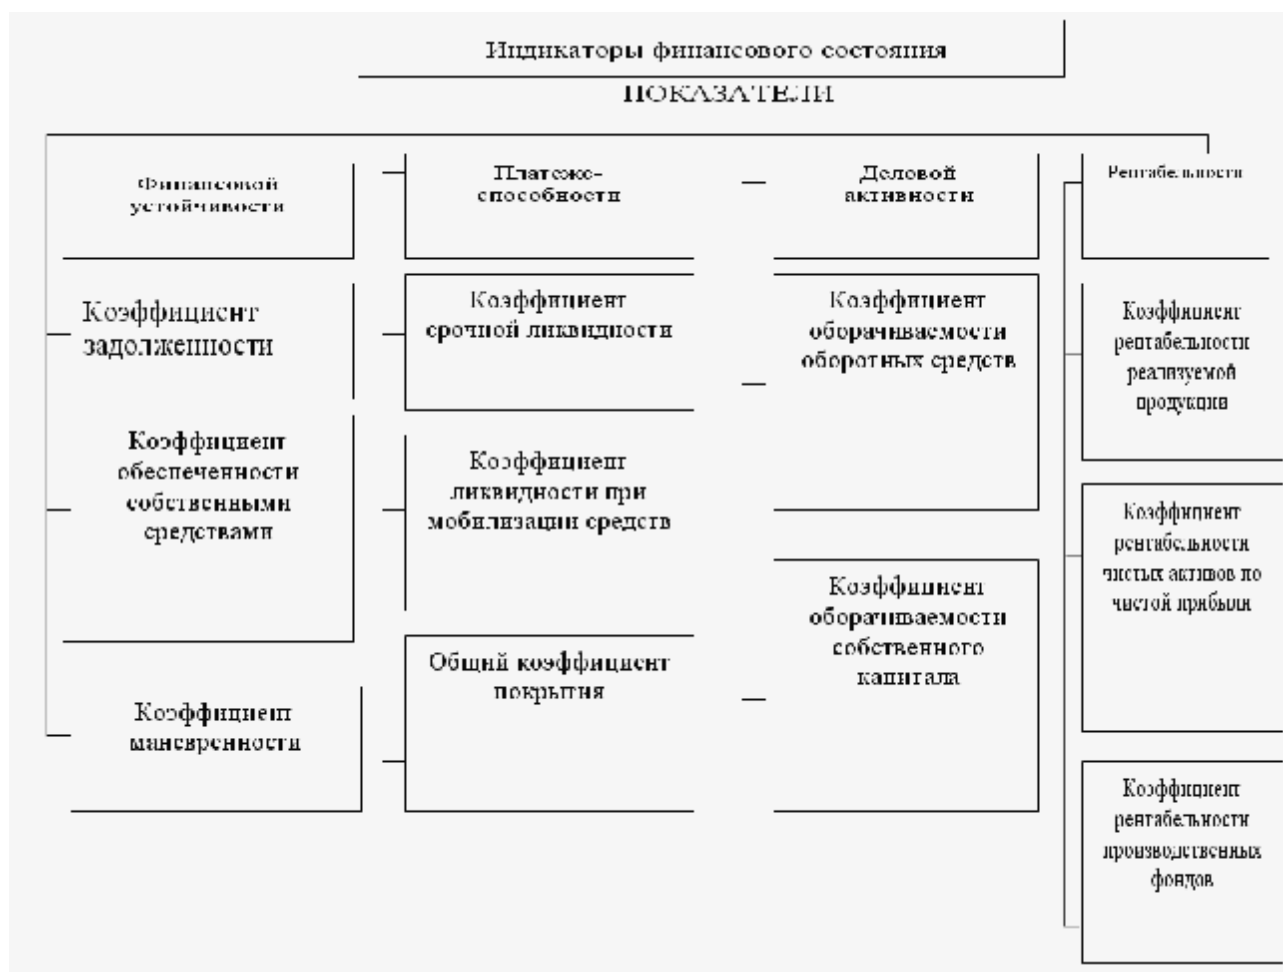 Индикаторы финансового состояния
ПОКАЗАТЕЛИ
Финансовой
устойчивости
Платеже-
способности
Деловой
активности
Рентабельности
Коэффициент
задолженности
Коэффициент
обеспеченности
собственными
средствами
Коэффициент
маневренности
Коэффициент
срочной ликвидности
Коэффициент
ликвидности при
мобилизации средств
Общий коэффициент
покрытия
Коэффициент
оборачиваемости
оборотных средств
Коэффициент
оборачиваемости
собственного
капитала
Коэффициент
рентабельности
реализуемой
продукции
Коэффициент
рентабельности
чистых активов по
чистой прибыли
Коэффициент
рентабельности
производственных
фондов